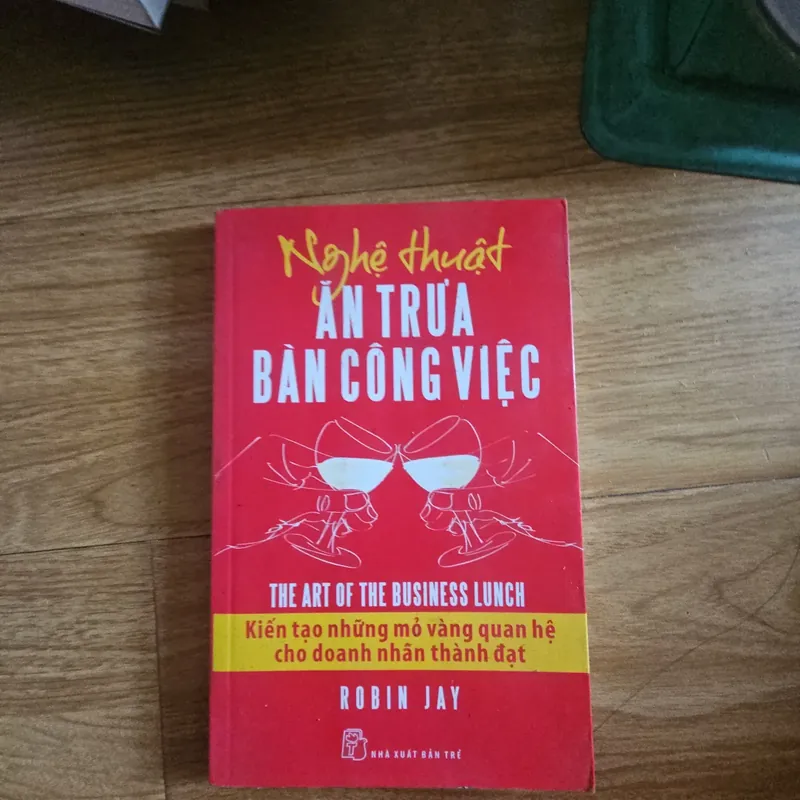 Nghệ thuật
ĂN TRƯA
BÀN CÔNG VIỆC
THE ART OF THE BUSINESS LUNCH
Kiến tạo những mỏ vàng quan hệ
cho doanh nhân thành đạt
ROBIN JAY
NHÀ XUẤT BẢN TRẺ